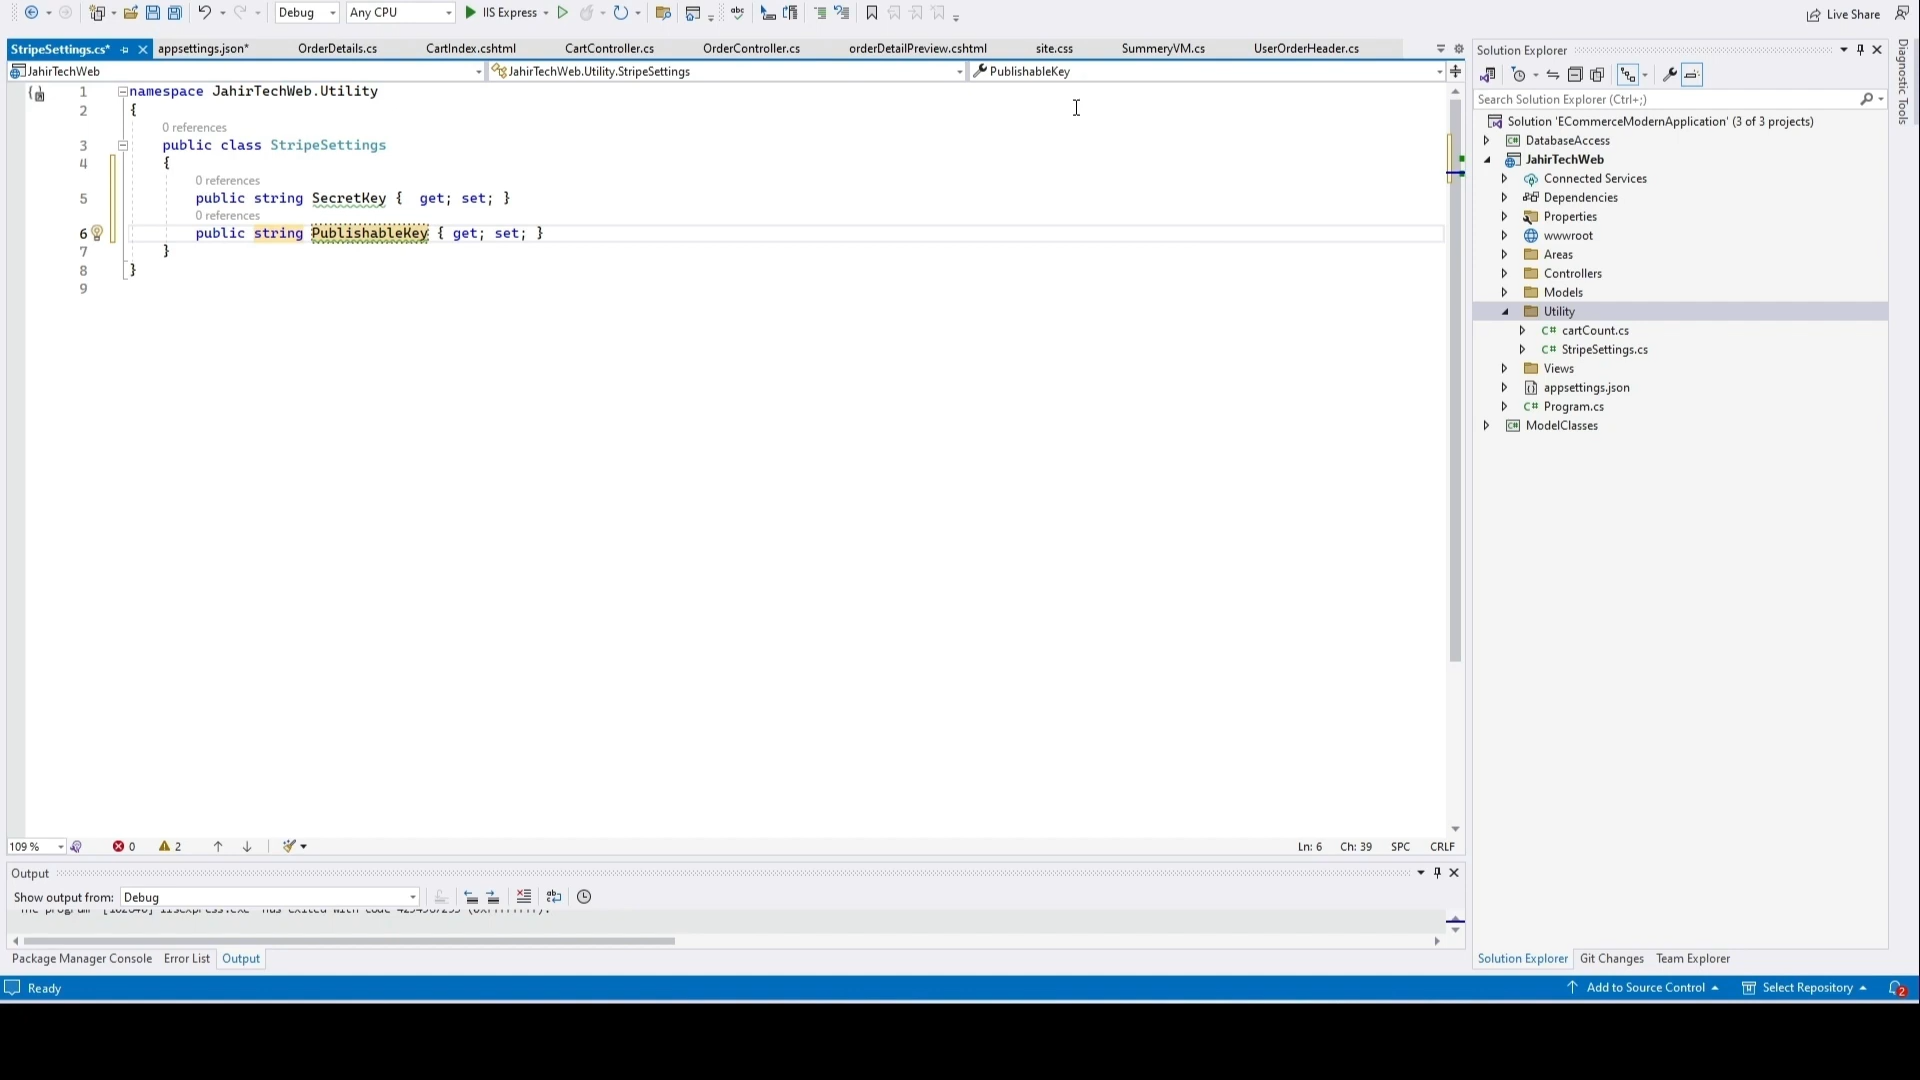 Debug
Any CPU
IIS Express
Live Share
StripeSettings.cs*
appsettings.json*
OrderDetails.cs
CartIndex.cshtml
CartController.cs
OrderController.cs
orderDetailPreview.cshtml
site.css
SummeryVM.cs
UserOrderHeader.cs
JahirTechWeb
JahirTechWeb.Utility.StripeSettings
PublishableKey
1 namespace JahirTechWeb.Utility
2 {
0 references
3 public class StripeSettings
4 {
0 references
5 public string SecretKey {  get; set; }
0 references
6 public string PublishableKey { get; set; }
7 }
8 }
9
109 %
0
2
Ln: 6
Ch: 39
SPC
CRLF
Output
Show output from:
Debug
Package Manager Console
Error List
Output
Solution Explorer
Search Solution Explorer (Ctrl+;)
Solution 'ECommerceModernApplication' (3 of 3 projects)
DatabaseAccess
JahirTechWeb
Connected Services
Dependencies
Properties
wwwroot
Areas
Controllers
Models
Utility
C# cartCount.cs
C# StripeSettings.cs
Views
appsettings.json
C# Program.cs
ModelClasses
Solution Explorer
Git Changes
Team Explorer
Diagnostic Tools
Ready
Add to Source Control
Select Repository
2